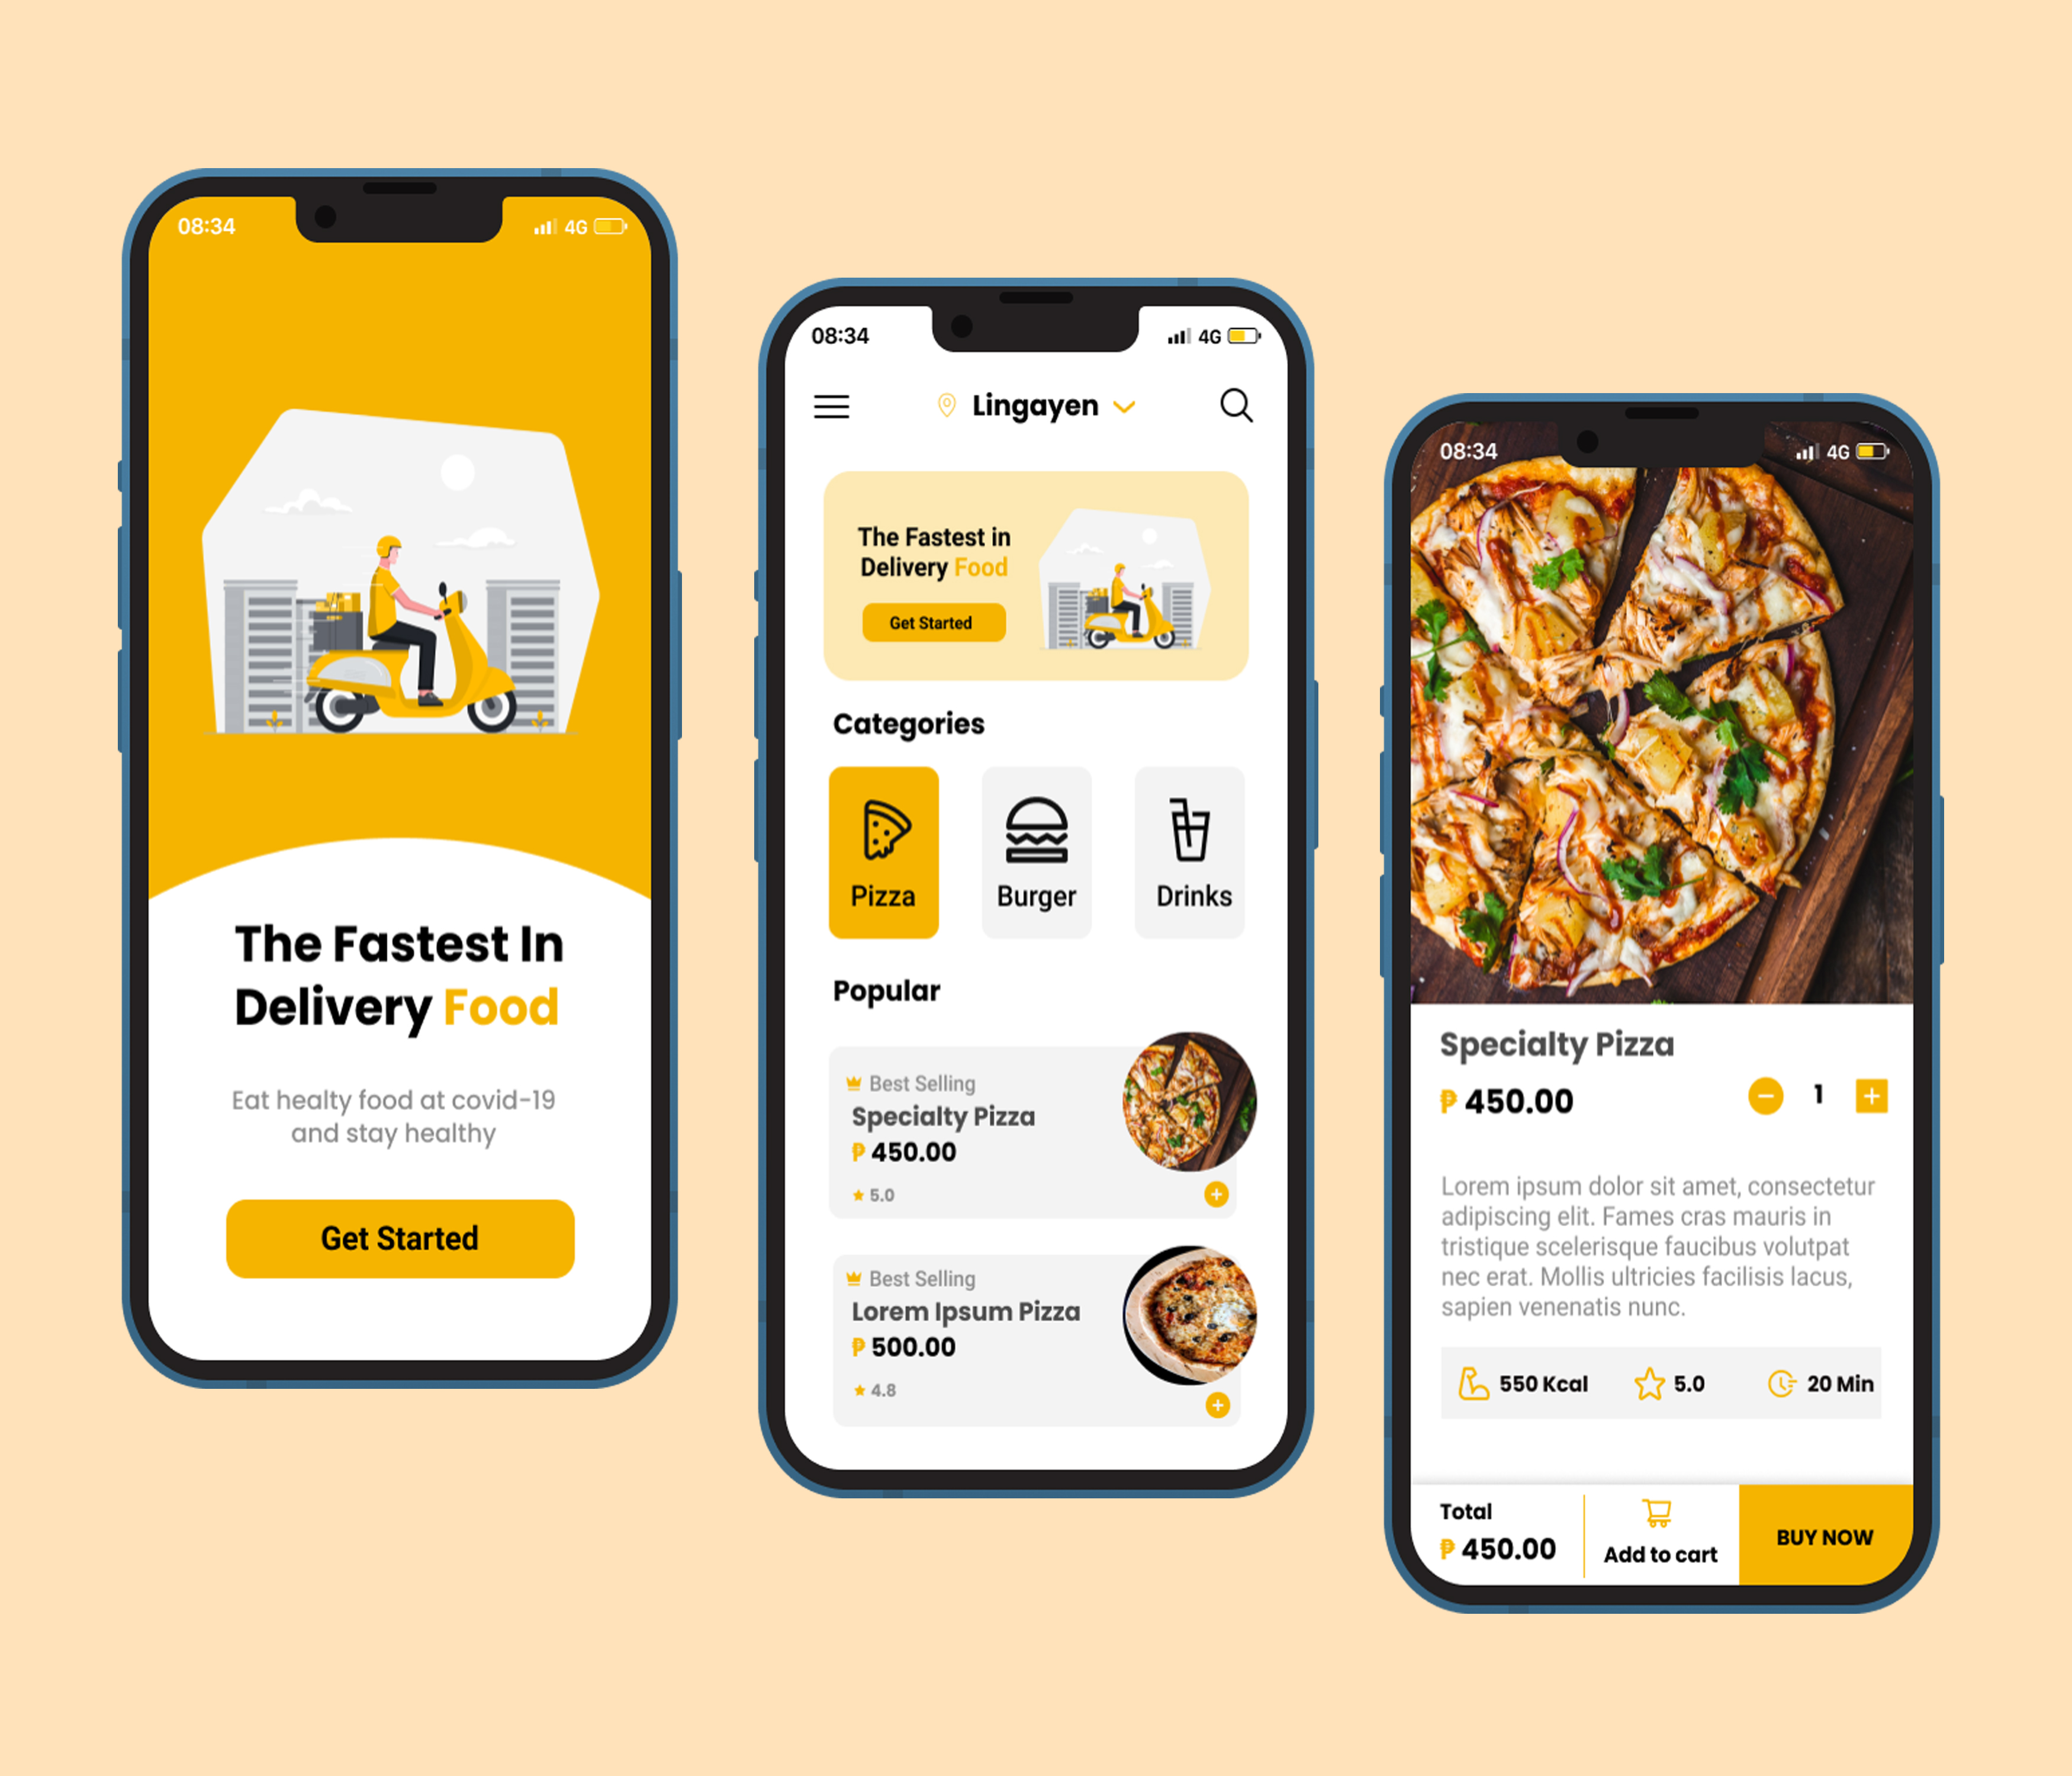 08:34
4G
The Fastest In
Delivery Food
Eat healty food at covid-19
and stay healthy
Get Started
08:34
4G
Lingayen
The Fastest in
Delivery Food
Get Started
Categories
Pizza
Burger
Drinks
Popular
Best Selling
Specialty Pizza
₱ 450.00
5.0
Best Selling
Lorem Ipsum Pizza
₱ 500.00
4.8
08:34
4G
Specialty Pizza
₱ 450.00
1
Lorem ipsum dolor sit amet, consectetur
adipiscing elit. Fames cras mauris in
tristique scelerisque faucibus volutpat
nec erat. Mollis ultricies facilisis lacus,
sapien venenatis nunc.
550 Kcal
5.0
20 Min
Total
₱ 450.00
Add to cart
BUY NOW